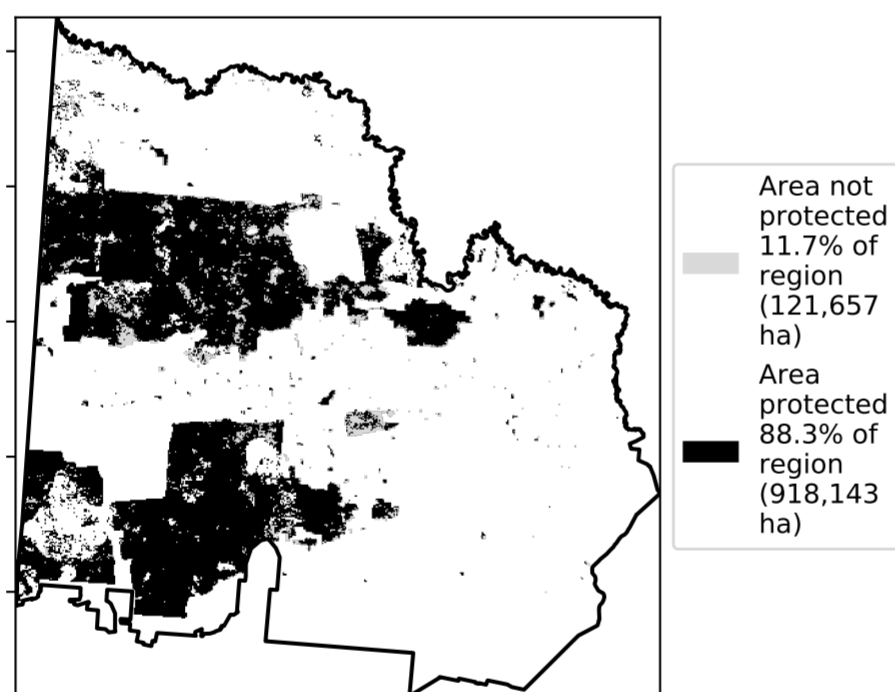 Area not
protected
11.7% of
region
(121,657
ha)
Area
protected
88.3% of
region
(918,143
ha)